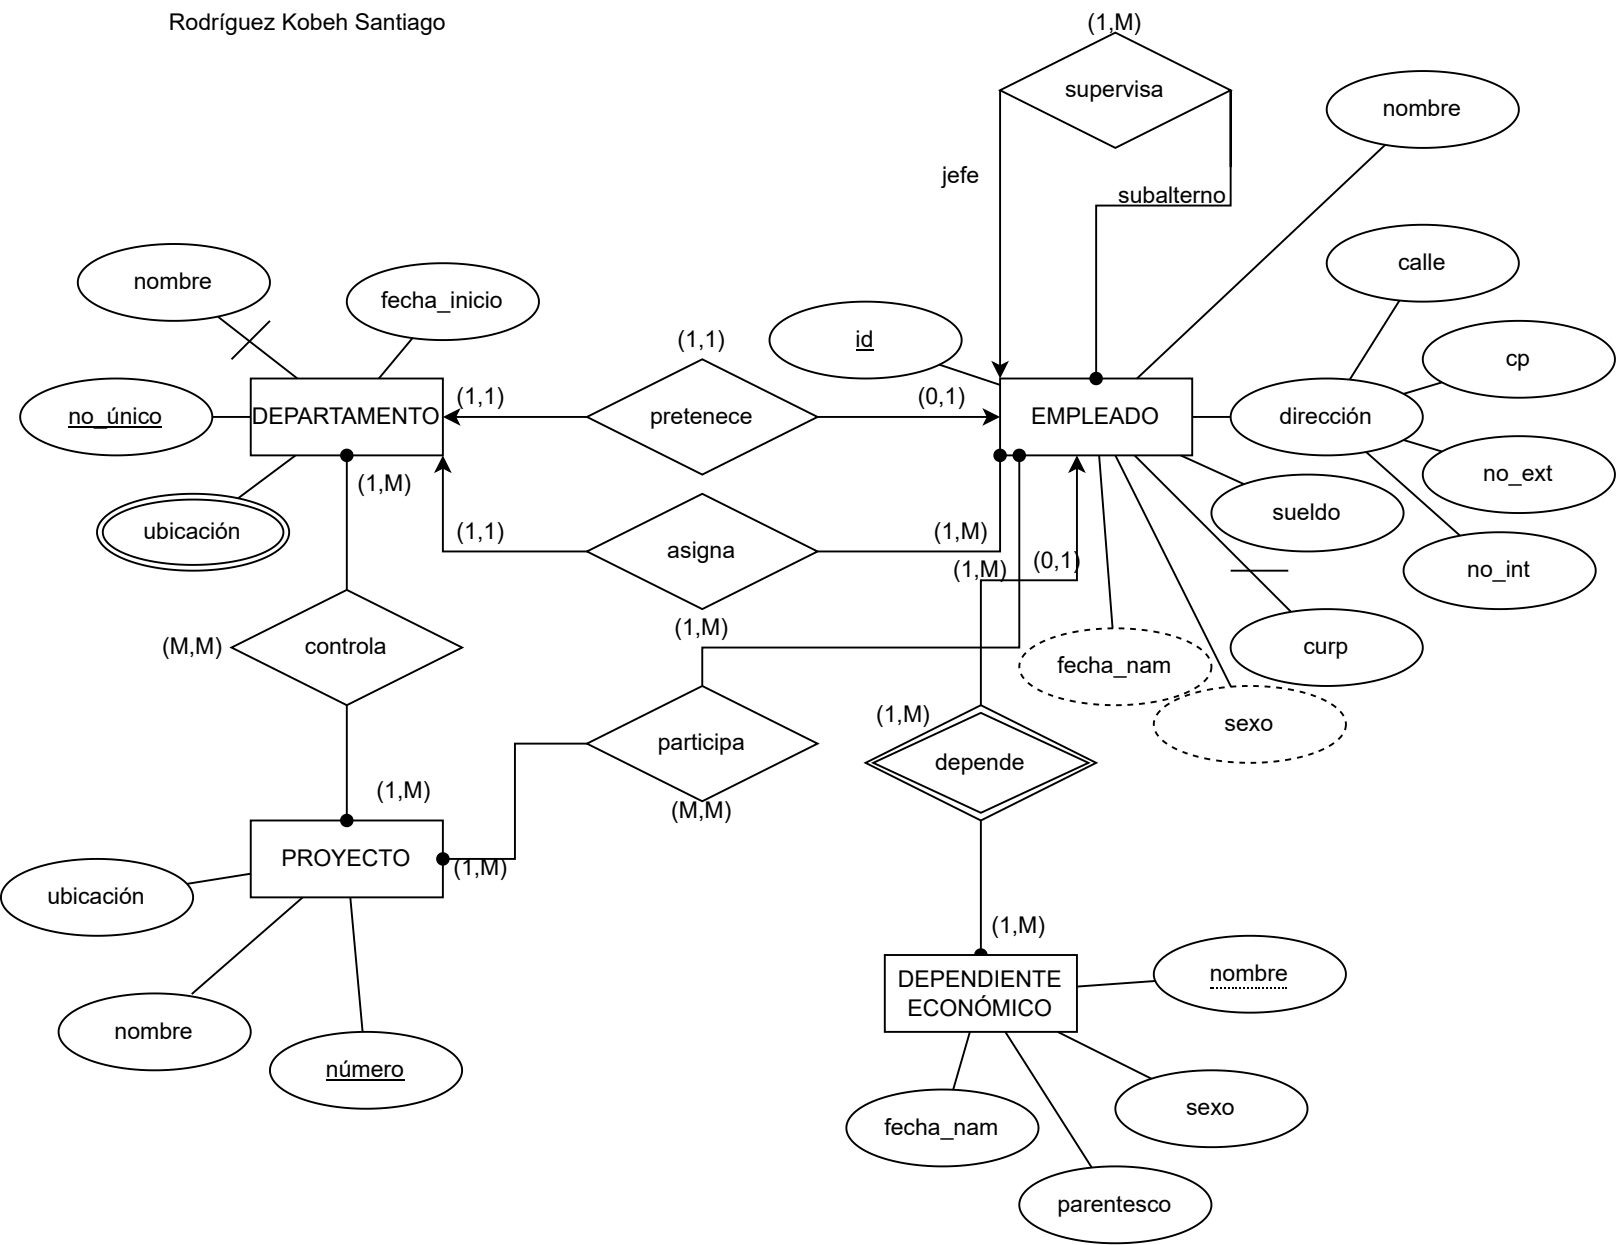 Rodríguez Kobeh Santiago
(1,M)
supervisa
nombre
jefe
subalterno
calle
nombre
fecha_inicio
(1,1)
id
cp
no_único
DEPARTAMENTO
(1,1)
pretenece
(0,1)
EMPLEADO
dirección
(1,M)
no_ext
ubicación
(1,1)
asigna
(1,M)
sueldo
(1,M)
(0,1)
no_int
(1,M)
(M,M)
controla
curp
fecha_nam
(1,M)
sexo
participa
depende
(1,M)
(M,M)
PROYECTO
(1,M)
ubicación
(1,M)
nombre
DEPENDIENTE
ECONÓMICO
nombre
número
sexo
fecha_nam
parentesco